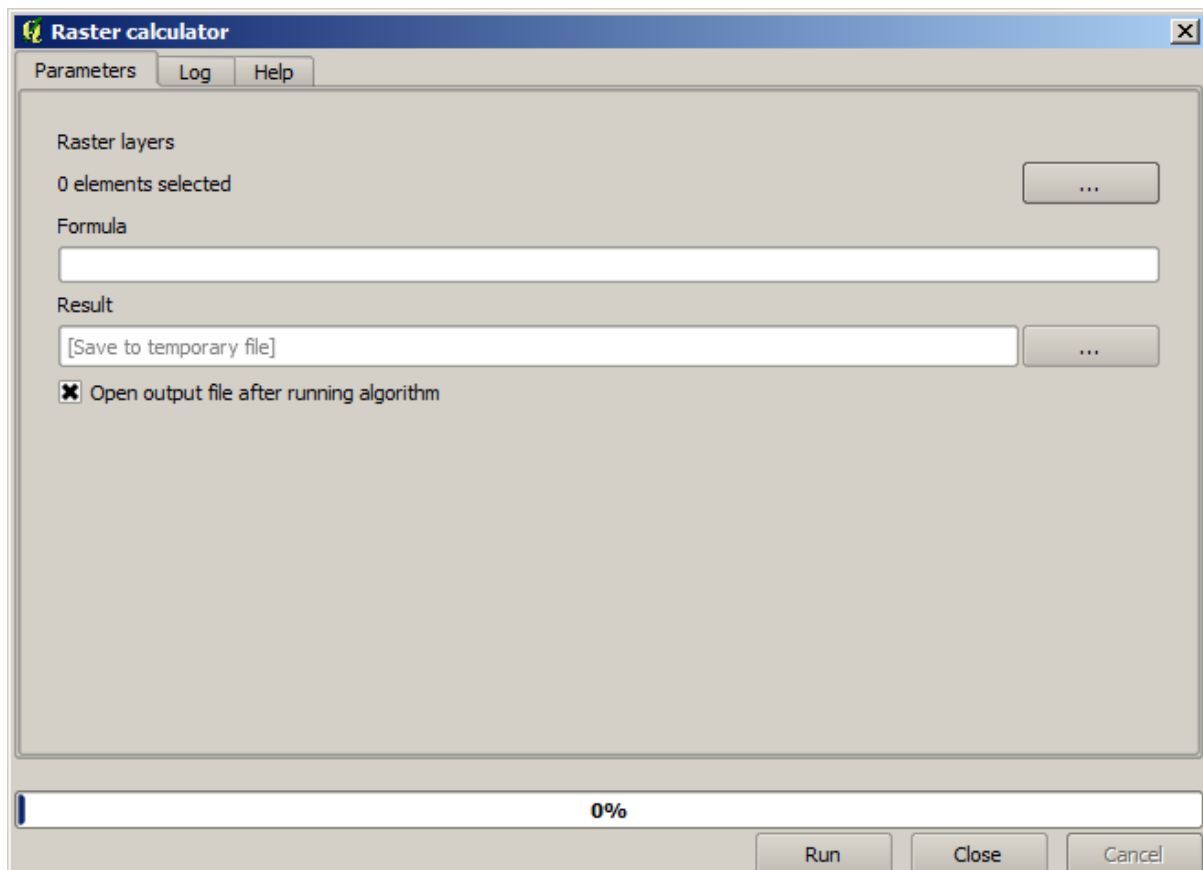 Raster calculator
Parameters Log Help
Raster layers
0 elements selected ...
Formula
Result
[Save to temporary file] ...
Open output file after running algorithm
0%
Run Close Cancel